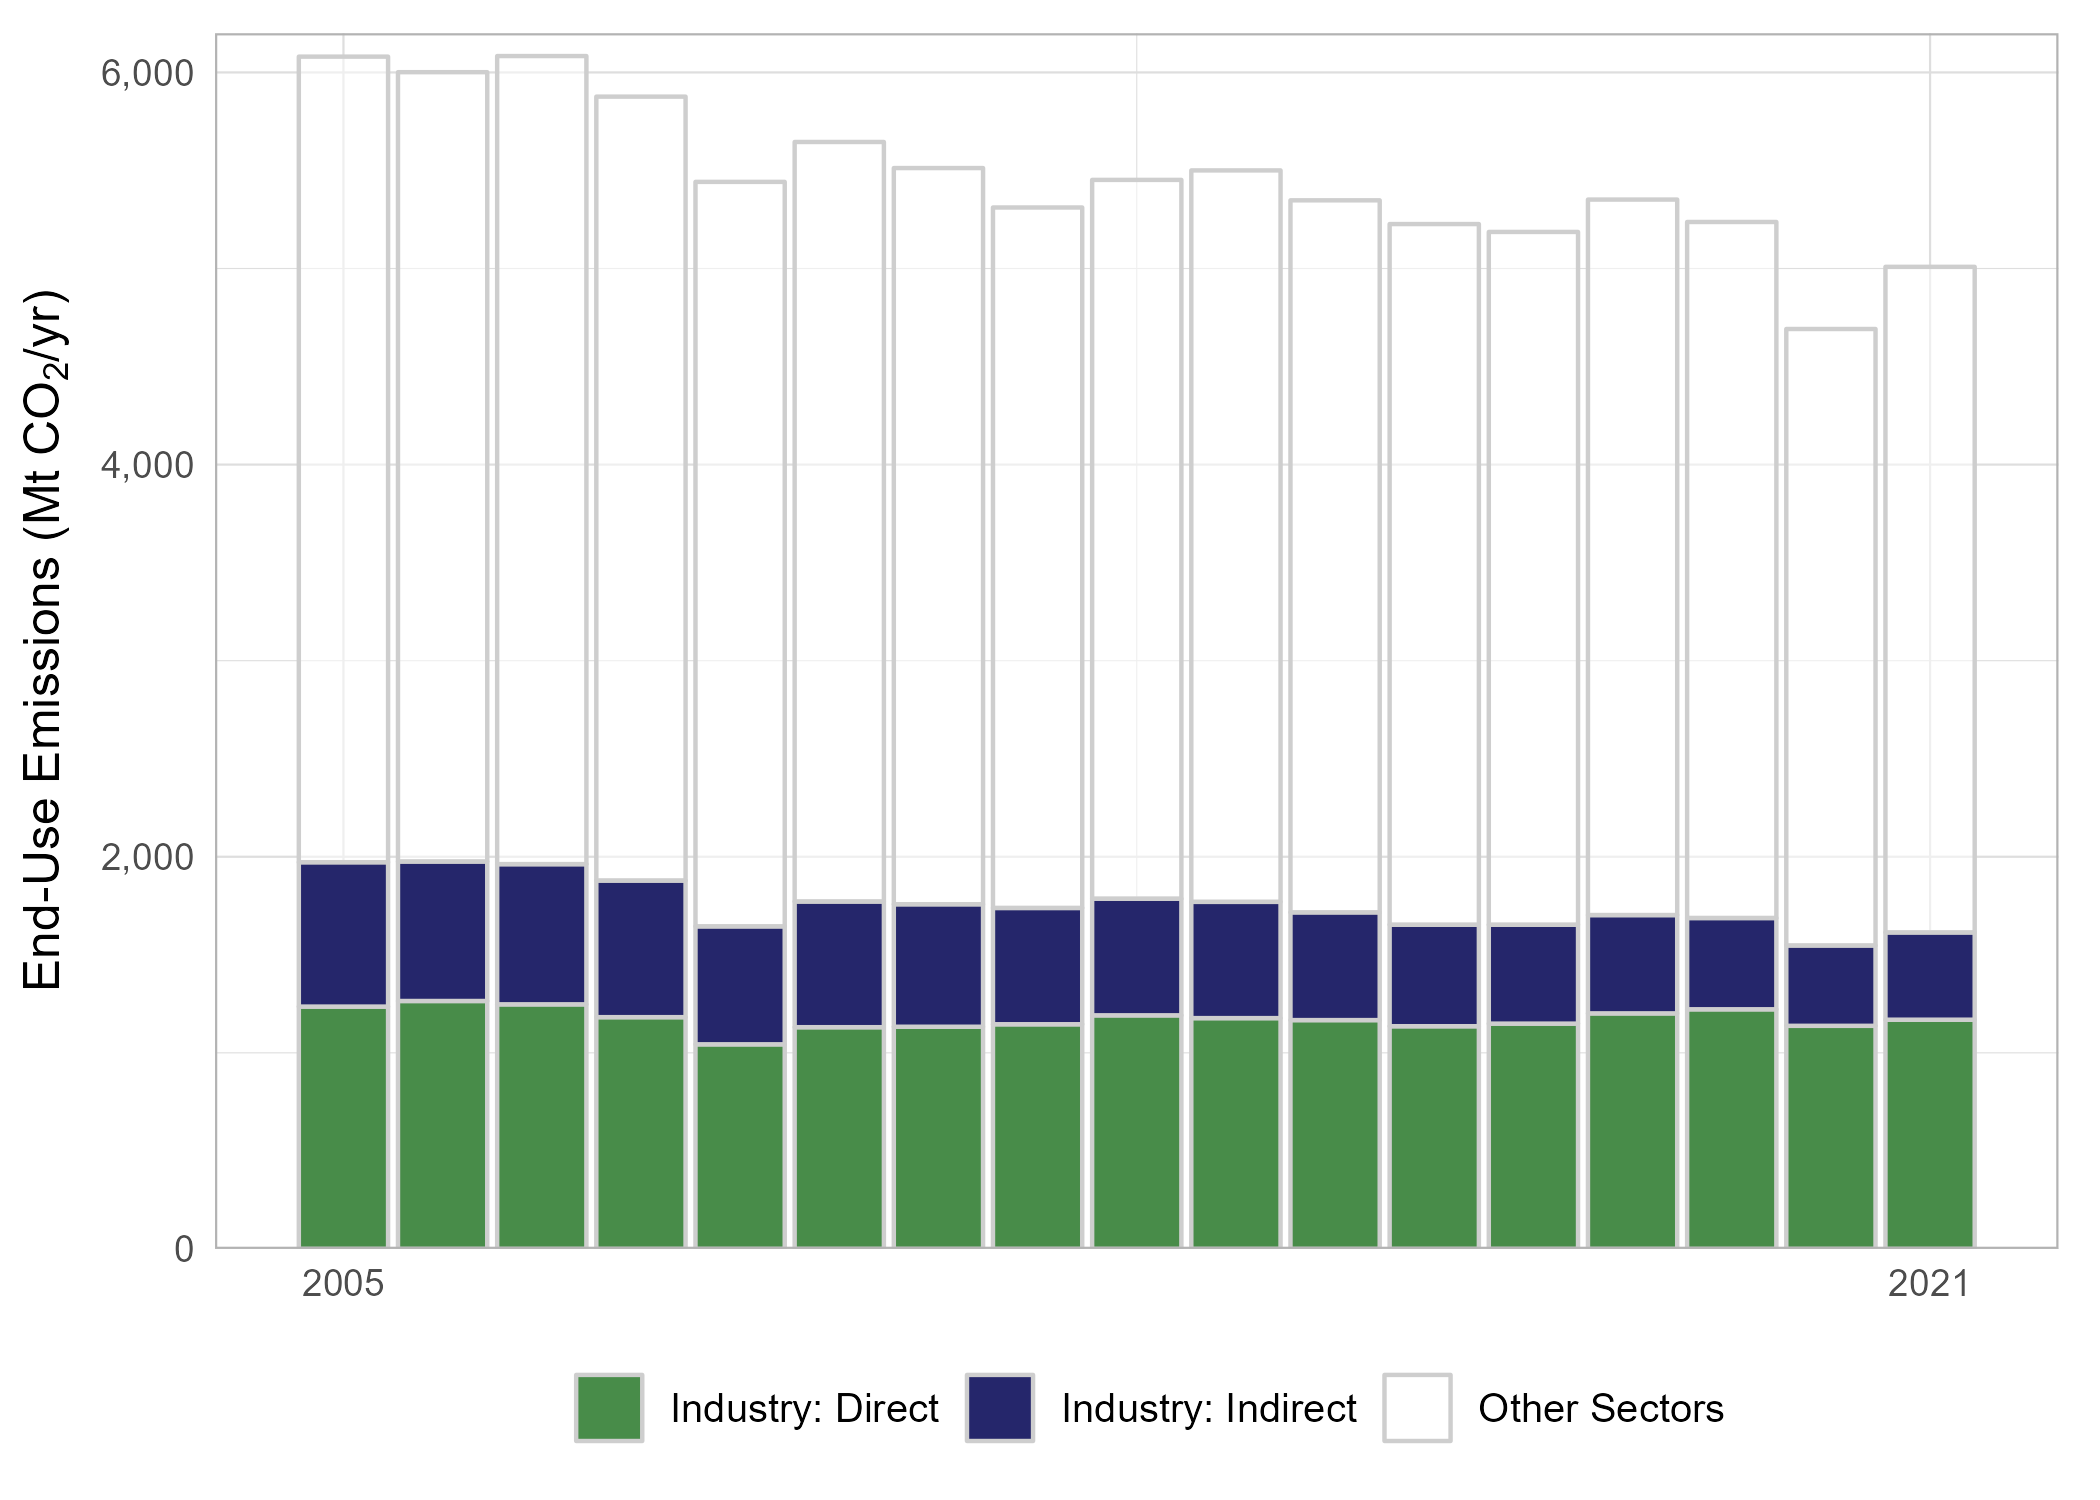 End-Use Emissions (Mt CO₂/yr)
6,000
4,000
2,000
0
2005
2021
Industry: Direct
Industry: Indirect
Other Sectors